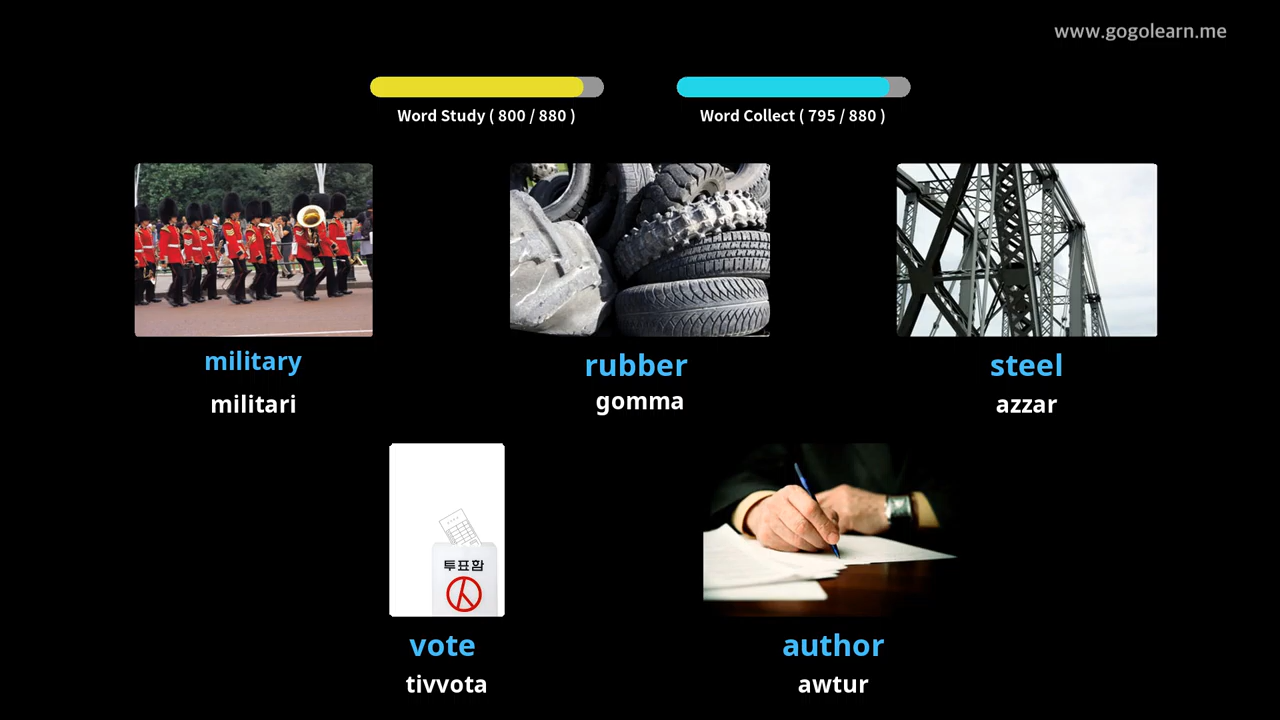 www.gogolearn.me
Word Study ( 800 / 880 )
Word Collect ( 795 / 880 )
military
militari
rubber
gomma
steel
azzar
투표함
vote
tivvota
author
awtur